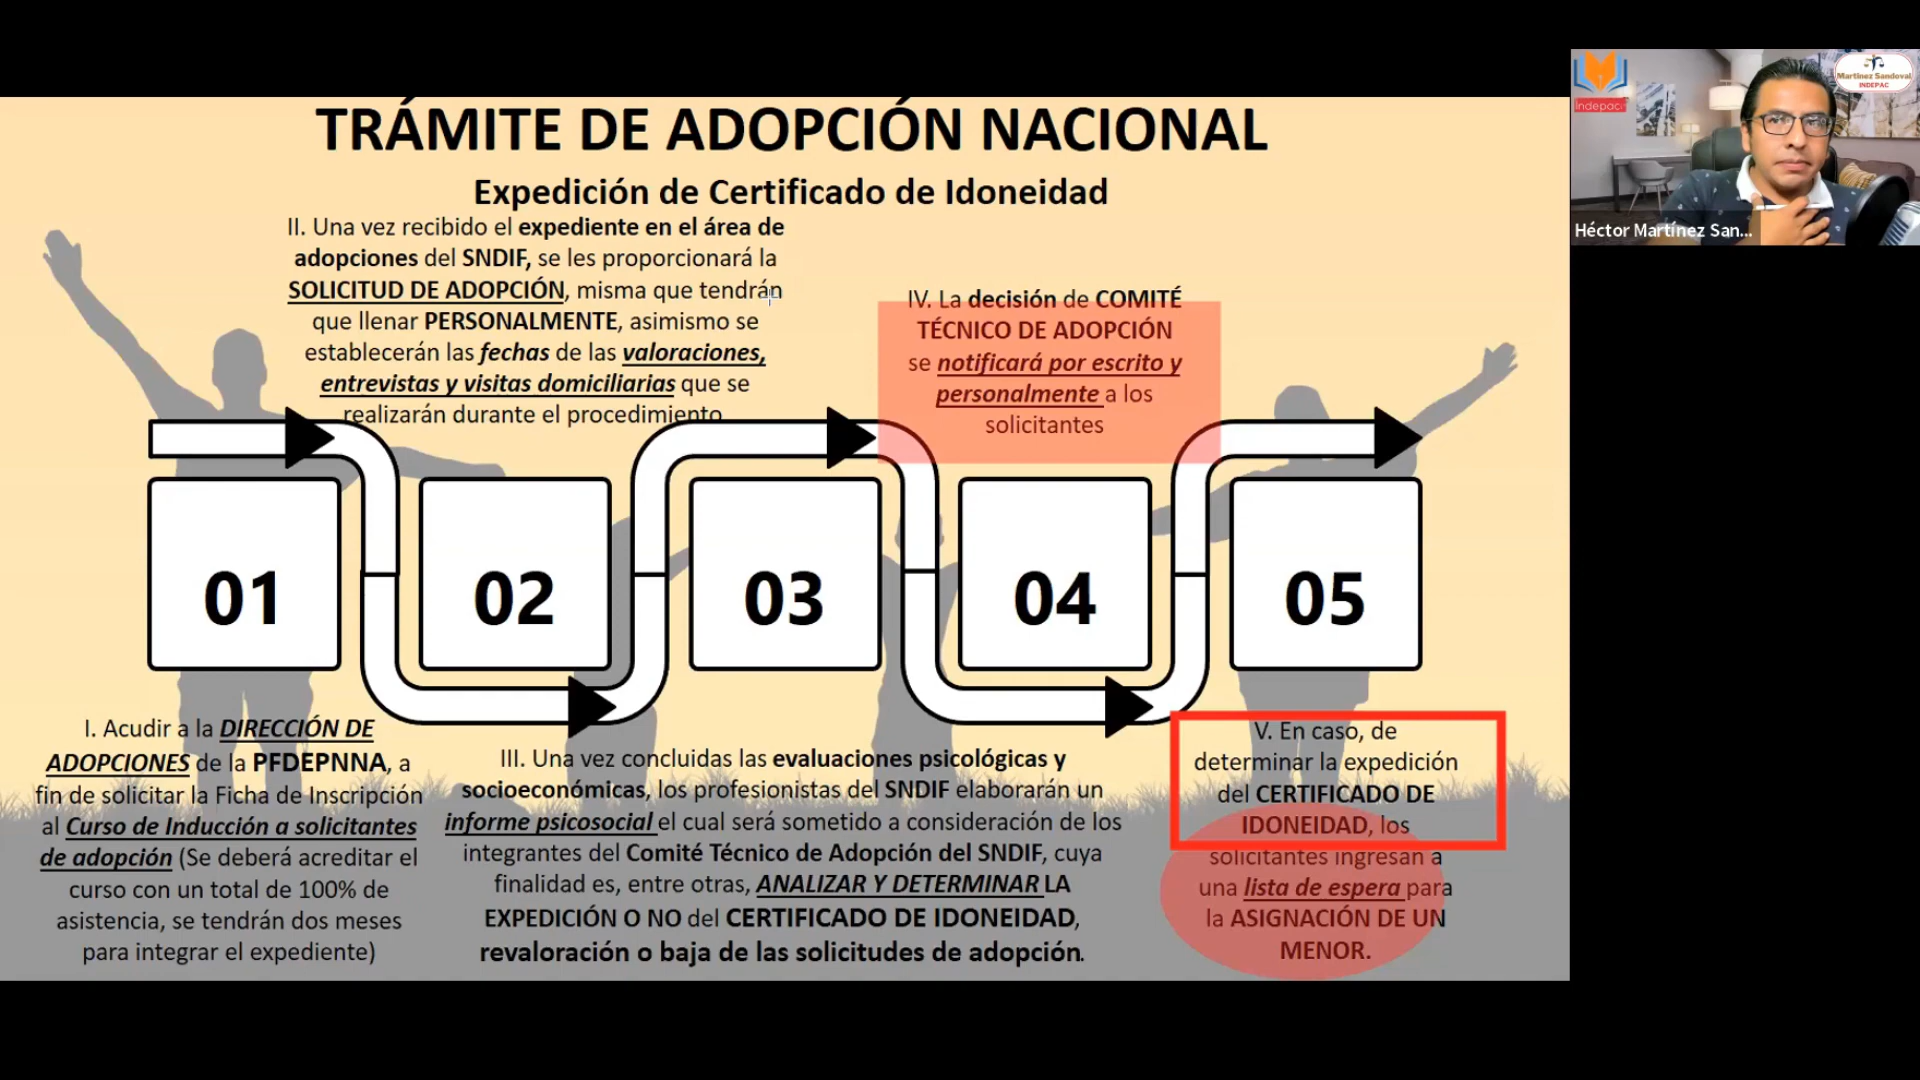 TRÁMITE DE ADOPCIÓN NACIONAL
Expedición de Certificado de Idoneidad
II. Una vez recibido el expediente en el área de
adopciones del SNDIF, se les proporcionará la
SOLICITUD DE ADOPCIÓN, misma que tendrán
que llenar PERSONALMENTE, asimismo se
establecerán las fechas de las valoraciones,
entrevistas y visitas domiciliarias que se
realizarán durante el procedimiento
IV. La decisión de COMITÉ
TÉCNICO DE ADOPCIÓN
se notificará por escrito y
personalmente a los
solicitantes
01
02
03
04
05
I. Acudir a la DIRECCIÓN DE
ADOPCIONES de la PFDEPNNA, a
fin de solicitar la Ficha de Inscripción
al Curso de Inducción a solicitantes
de adopción (Se deberá acreditar el
curso con un total de 100% de
asistencia, se tendrán dos meses
para integrar el expediente)
III. Una vez concluidas las evaluaciones psicológicas y
socioeconómicas, los profesionistas del SNDIF elaborarán un
informe psicosocial el cual será sometido a consideración de los
integrantes del Comité Técnico de Adopción del SNDIF, cuya
finalidad es, entre otras, ANALIZAR Y DETERMINAR LA
EXPEDICIÓN O NO del CERTIFICADO DE IDONEIDAD,
revaloración o baja de las solicitudes de adopción.
V. En caso, de
determinar la expedición
del CERTIFICADO DE
IDONEIDAD, los
solicitantes ingresan a
una lista de espera para
la ASIGNACIÓN DE UN
MENOR.
Indepac
Martínez Sandoval
INDEPAC
Héctor Martínez San...